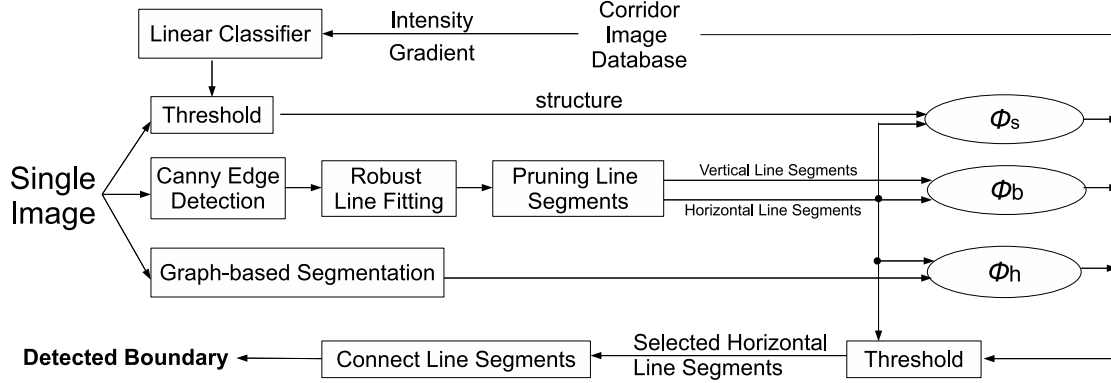 Linear Classifier
Intensity
Gradient
Corridor
Image
Database
Threshold
structure
Φs
Single
Image
Canny Edge
Detection
Robust
Line Fitting
Pruning Line
Segments
Vertical Line Segments
Horizontal Line Segments
Φb
Graph-based Segmentation
Φh
Detected Boundary
Connect Line Segments
Selected Horizontal
Line Segments
Threshold